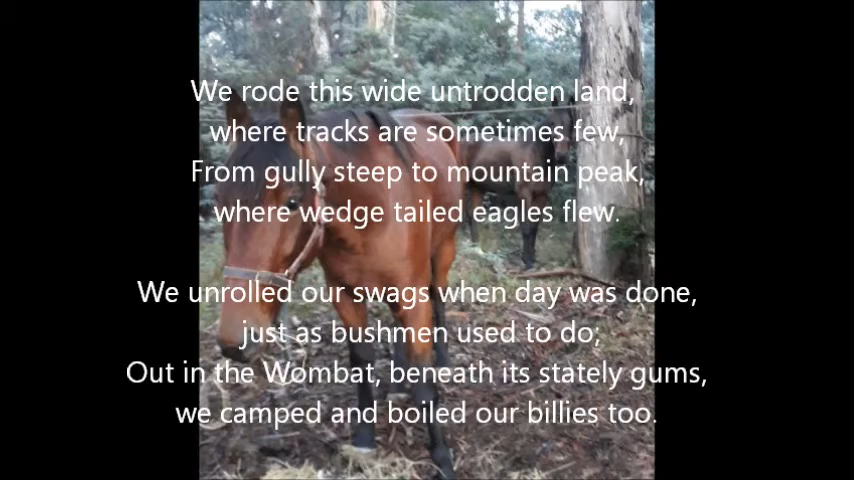 We rode this wide untrodden land,
where tracks are sometimes few,
From gully steep to mountain peak,
where wedge tailed eagles flew.
We unrolled our swags when day was done,
just as bushmen used to do;
Out in the Wombat, beneath its stately gums,
we camped and boiled our billies too.